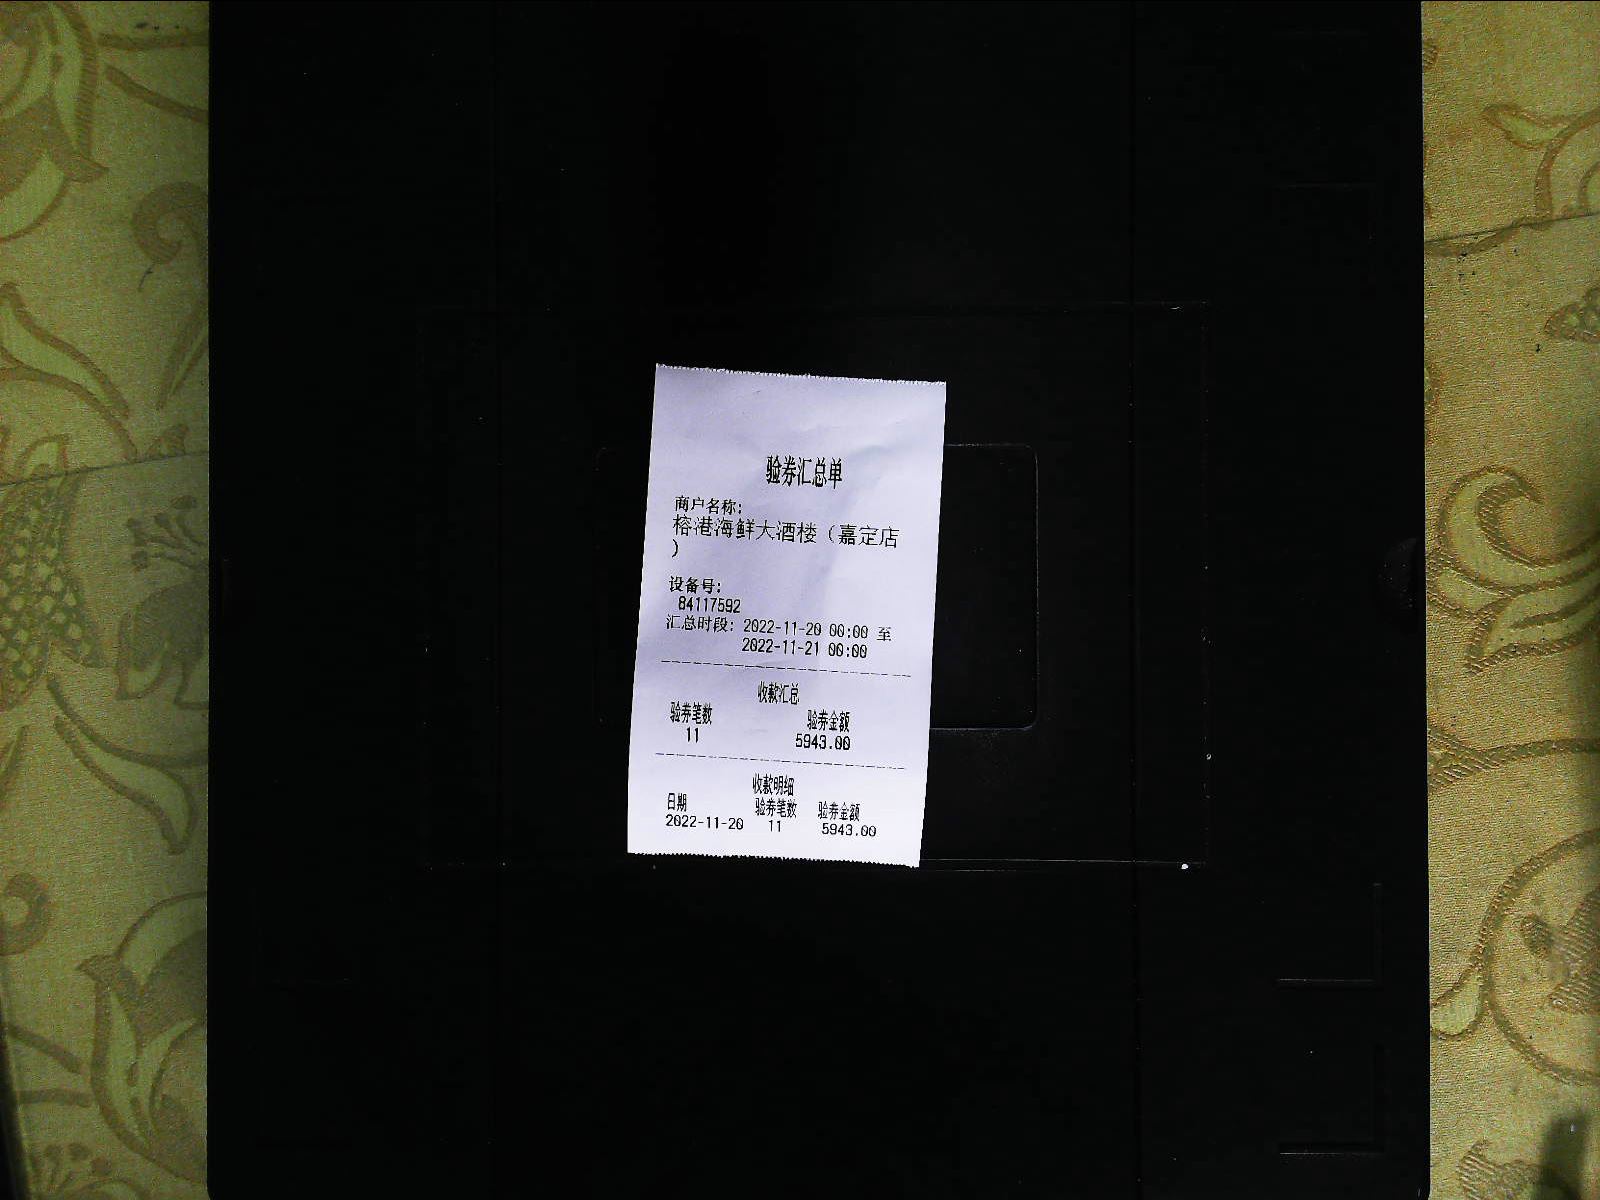 验券汇总单
商户名称:
榕港海鲜大酒楼（嘉定店
）
设备号:
84117592
汇总时段: 2022-11-20 00:00 至
2022-11-21 00:00
收款汇总
验券笔数 验券金额
11 5943.00
收款明细
日期 验券笔数 验券金额
2022-11-20 11 5943.00